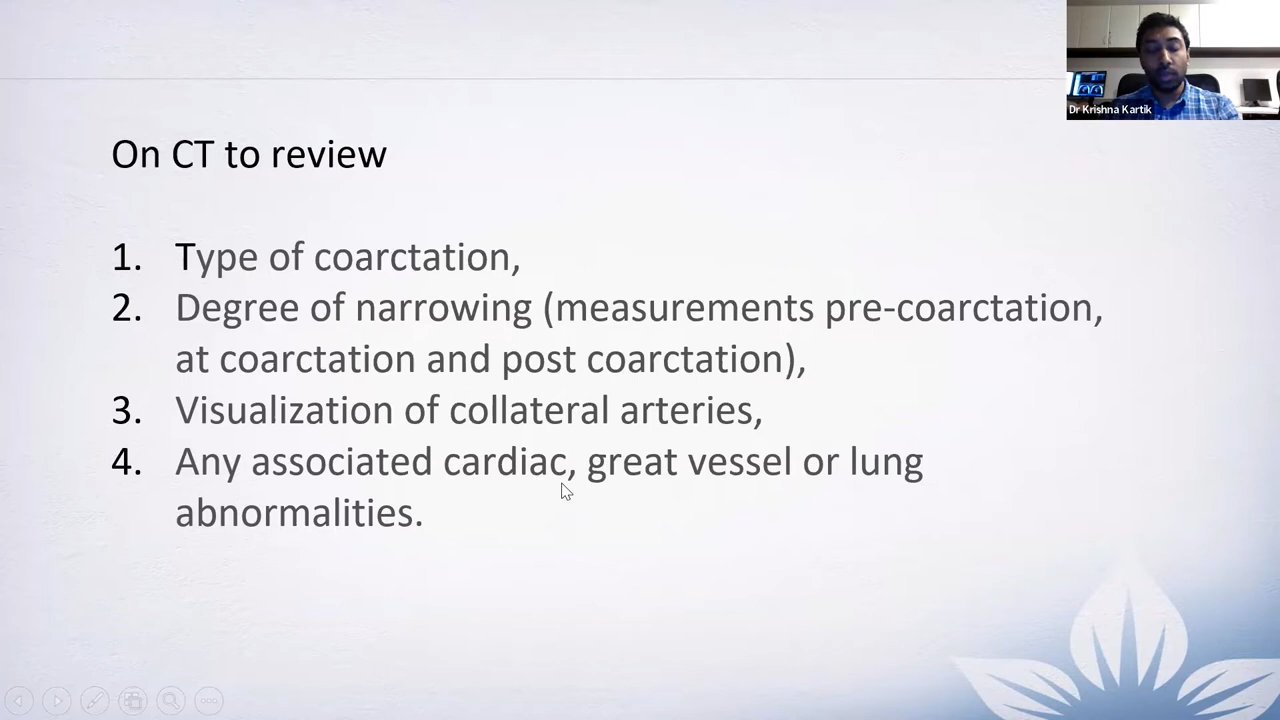 Dr Krishna Kartik
On CT to review
1. Type of coarctation,
2. Degree of narrowing (measurements pre-coarctation,
at coarctation and post coarctation),
3. Visualization of collateral arteries,
4. Any associated cardiac, great vessel or lung
abnormalities.